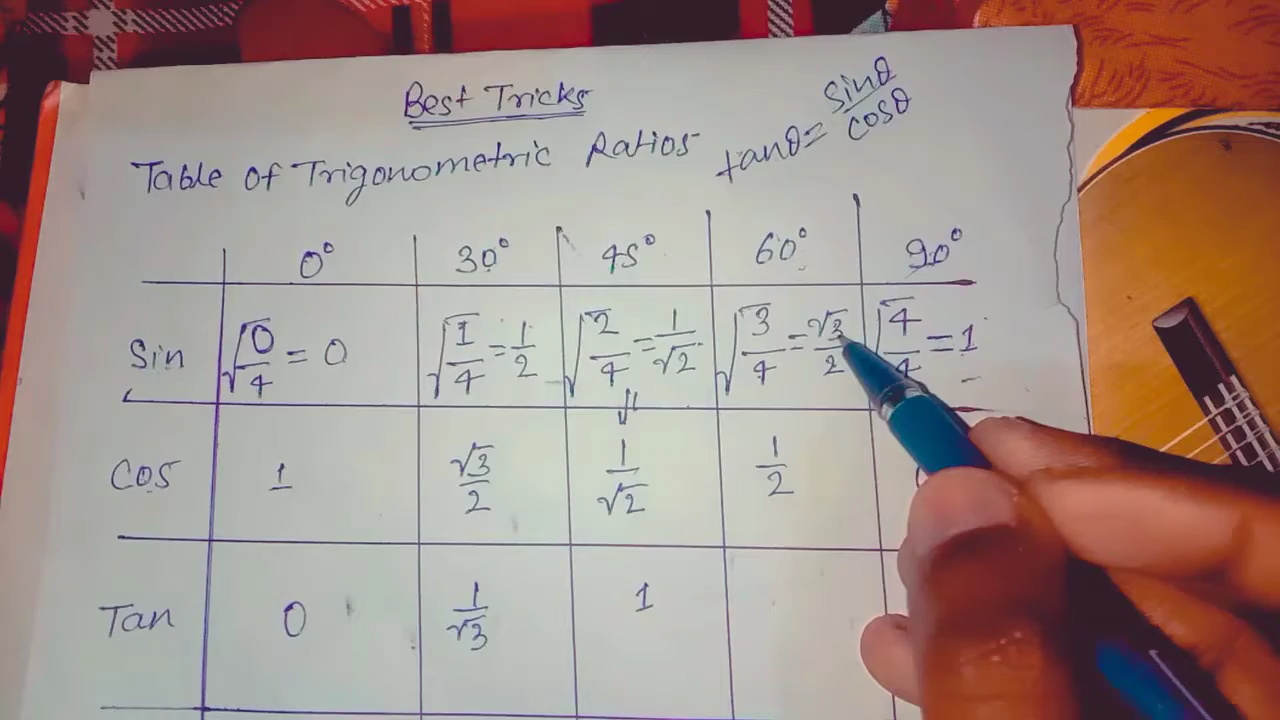 Best Tricks
Table of Trigonometric Ratios
tanθ = sinθ/cosθ
0° 30° 45° 60° 90°
Sin √0/4 = 0 √1/4 = 1/2 √2/4 = 1/√2 √3/4 = √3/2 √4/4 = 1
⇓
Cos 1 √3/2 1/√2 1/2
Tan 0 1/√3 1